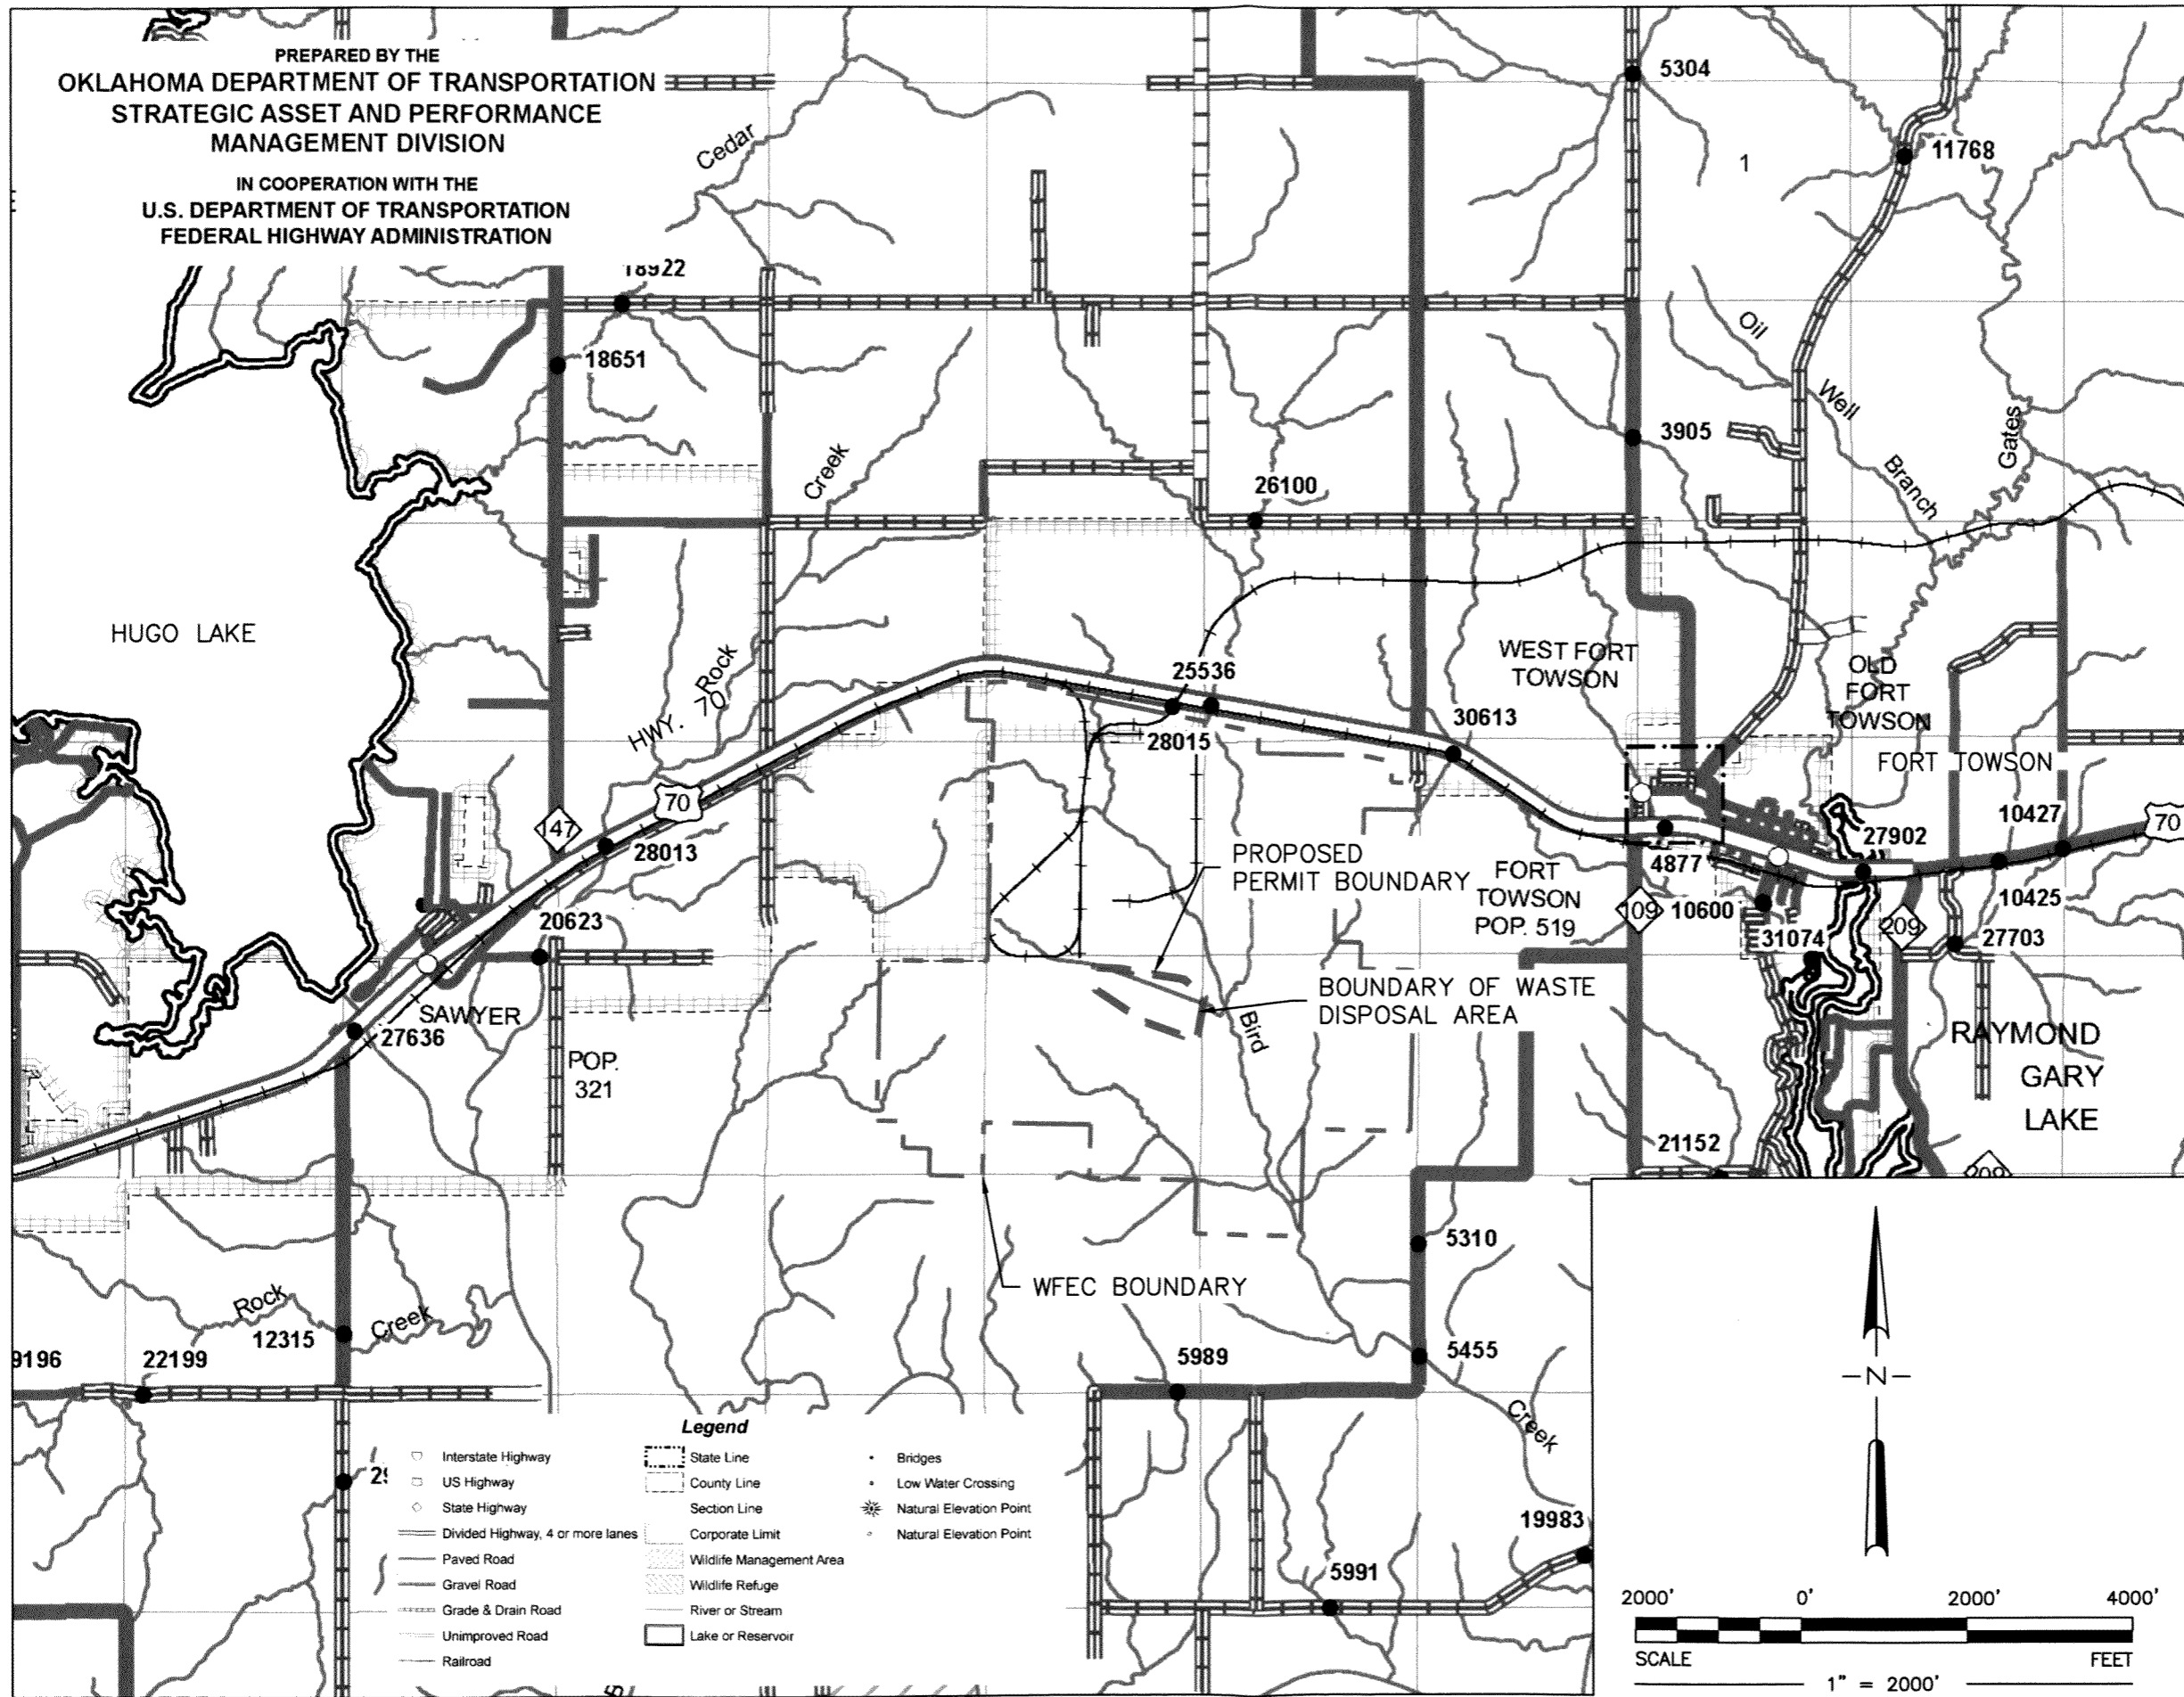 PREPARED BY THE
OKLAHOMA DEPARTMENT OF TRANSPORTATION
STRATEGIC ASSET AND PERFORMANCE
MANAGEMENT DIVISION
IN COOPERATION WITH THE
U.S. DEPARTMENT OF TRANSPORTATION
FEDERAL HIGHWAY ADMINISTRATION
5304
11768
1
Cedar
18922
18651
Oil
Well
Branch
Gates
3905
Creek
26100
HUGO LAKE
Rock
HWY. 70
25536
28015
WEST FORT
TOWSON
30613
OLD
FORT
TOWSON
FORT TOWSON
70
147
28013
20623
PROPOSED
PERMIT BOUNDARY
FORT
TOWSON
POP. 519
4877
27902
10427
70
10425
109
10600
31074
209
27703
SAWYER
27636
POP.
321
BOUNDARY OF WASTE
DISPOSAL AREA
Bird
RAYMOND
GARY
LAKE
21152
209
5310
WFEC BOUNDARY
Rock
Creek
12315
9196
22199
5989
5455
Creek
19983
5991
Legend
Interstate Highway
US Highway
State Highway
Divided Highway, 4 or more lanes
Paved Road
Gravel Road
Grade & Drain Road
Unimproved Road
Railroad
State Line
County Line
Section Line
Corporate Limit
Wildlife Management Area
Wildlife Refuge
River or Stream
Lake or Reservoir
Bridges
Low Water Crossing
Natural Elevation Point
Natural Elevation Point
-N-
2000' 0' 2000' 4000'
SCALE FEET
1" = 2000'